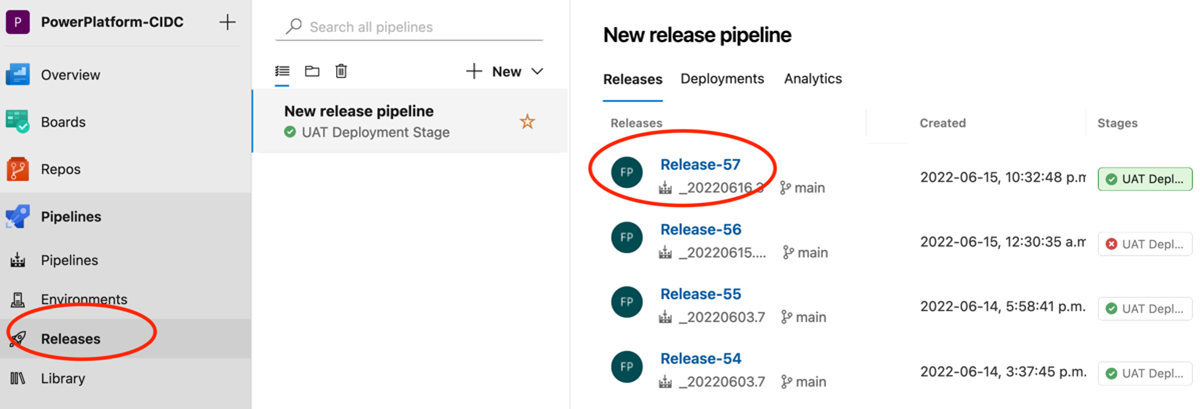 P PowerPlatform-CIDC
Overview
Boards
Repos
Pipelines
Pipelines
Environments
Releases
Library
Search all pipelines
New
New release pipeline
UAT Deployment Stage
New release pipeline
Releases Deployments Analytics
Releases Created Stages
FP Release-57 2022-06-15, 10:32:48 p.m UAT Depl...
_20220616.3 main
FP Release-56 2022-06-15, 12:30:35 a.m UAT Depl...
_20220615.... main
FP Release-55 2022-06-14, 5:58:41 p.m. UAT Depl...
_20220603.7 main
FP Release-54 2022-06-14, 3:37:45 p.m. UAT Depl...
_20220603.7 main